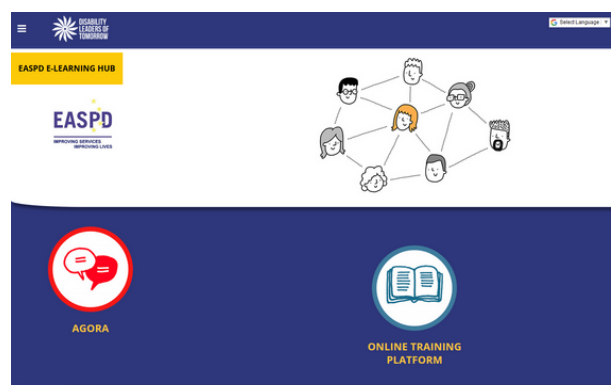 DISABILITY
LEADERS OF
TOMORROW
Select Language
EASPD E-LEARNING HUB
EASPD
IMPROVING SERVICES
IMPROVING LIVES
AGORA
ONLINE TRAINING
PLATFORM